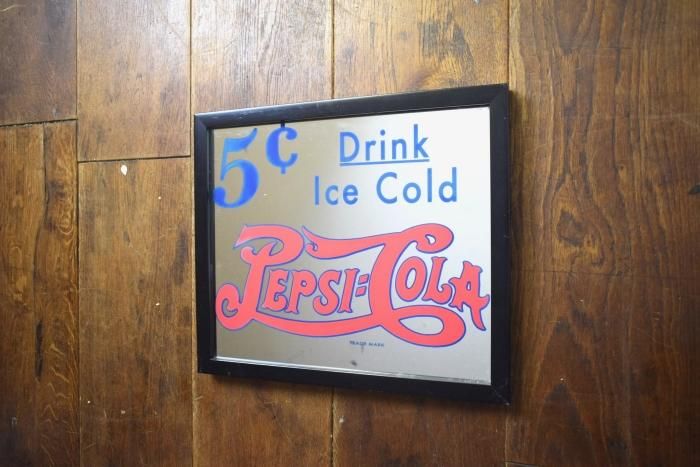 5¢ Drink
Ice Cold
PEPSI=COLA
TRADE MARK